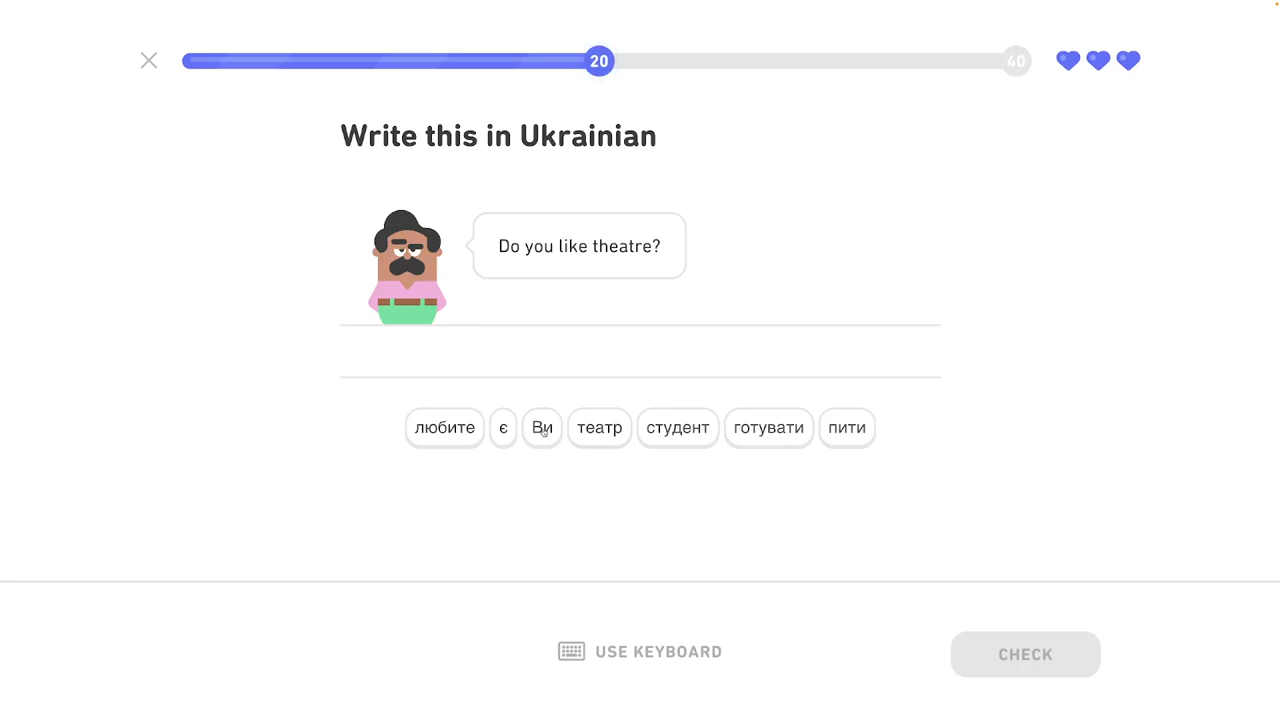 20
40
Write this in Ukrainian
Do you like theatre?
любите є Ви театр студент готувати пити
USE KEYBOARD
CHECK